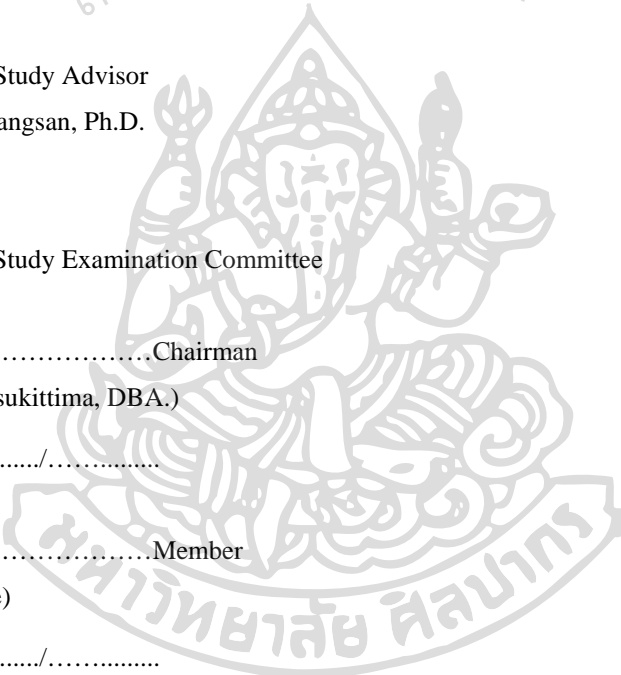 Study Advisor
angsan, Ph.D.
Study Examination Committee
………………Chairman
sukittima, DBA.)
....../…….........
………………Member
)
....../…….........
มหาวิทยาลัย ศิลปากร